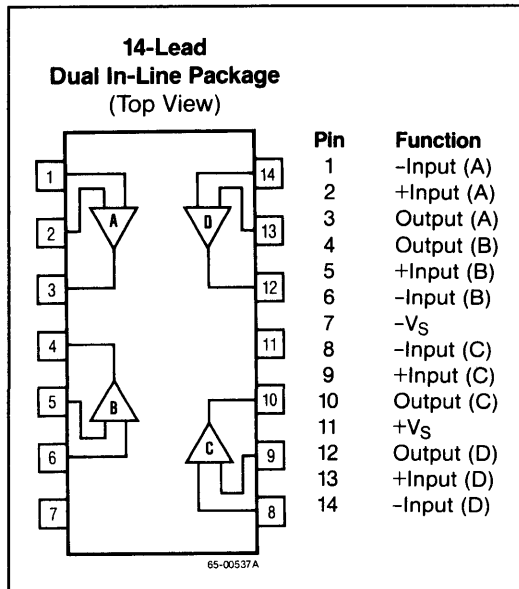 14-Lead
Dual In-Line Package
(Top View)
1
2
3
4
5
6
7
14
13
12
11
10
9
8
A
D
B
C
65-00537A
Pin Function
1 –Input (A)
2 +Input (A)
3 Output (A)
4 Output (B)
5 +Input (B)
6 –Input (B)
7 –VS
8 –Input (C)
9 +Input (C)
10 Output (C)
11 +VS
12 Output (D)
13 +Input (D)
14 –Input (D)